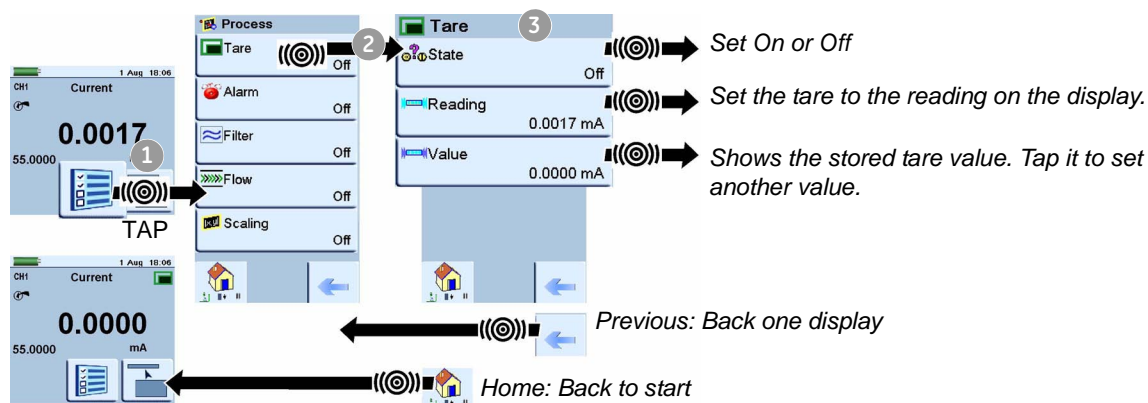 1 Aug 18:06
CH1 Current
0.0017
55.0000
1
TAP
Process
Tare
Off
Alarm
Off
Filter
Off
Flow
Off
Scaling
Off
2
Tare
3
State
Off
Reading
0.0017 mA
Value
0.0000 mA
Set On or Off
Set the tare to the reading on the display.
Shows the stored tare value. Tap it to set
another value.
1 Aug 18:06
CH1 Current
0.0000
55.0000 mA
Previous: Back one display
Home: Back to start